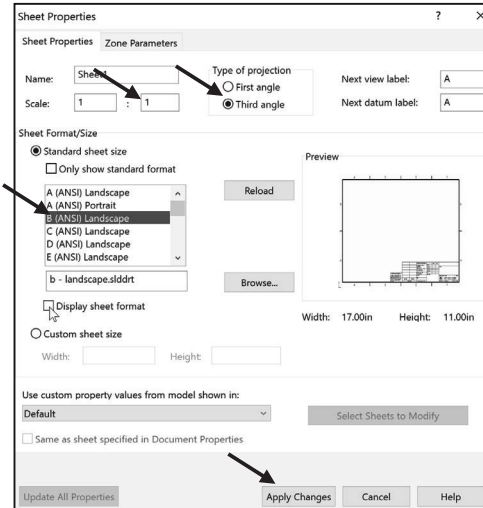 Sheet Properties ? ×
Sheet Properties Zone Parameters
Name: Sheet1
Scale: 1 : 1
Type of projection
First angle
Third angle
Next view label: A
Next datum label: A
Sheet Format/Size
Standard sheet size
Only show standard format
A (ANSI) Landscape
A (ANSI) Portrait
B (ANSI) Landscape
C (ANSI) Landscape
D (ANSI) Landscape
E (ANSI) Landscape
b - landscape.slddrt
Display sheet format
Custom sheet size
Width: Height:
Reload
Browse...
Preview
Width: 17.00in Height: 11.00in
Use custom property values from model shown in:
Default
Select Sheets to Modify
Same as sheet specified in Document Properties
Update All Properties Apply Changes Cancel Help